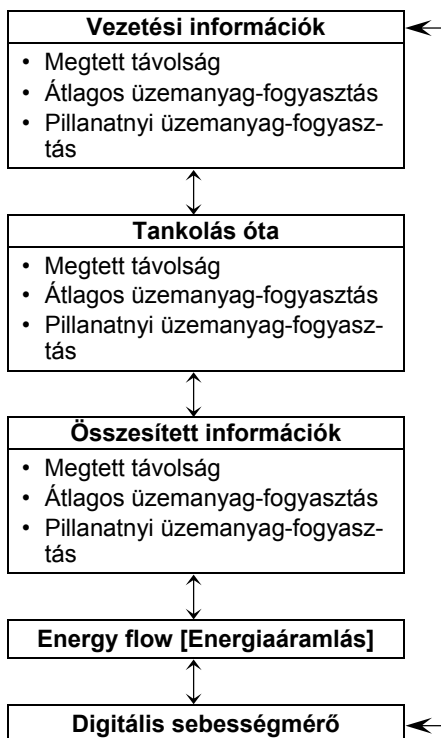 Vezetési információk
• Megtett távolság
• Átlagos üzemanyag-fogyasztás
• Pillanatnyi üzemanyag-fogyasz-
tás
Tankolás óta
• Megtett távolság
• Átlagos üzemanyag-fogyasztás
• Pillanatnyi üzemanyag-fogyasz-
tás
Összesített információk
• Megtett távolság
• Átlagos üzemanyag-fogyasztás
• Pillanatnyi üzemanyag-fogyasz-
tás
Energy flow [Energiaáramlás]
Digitális sebességmérő